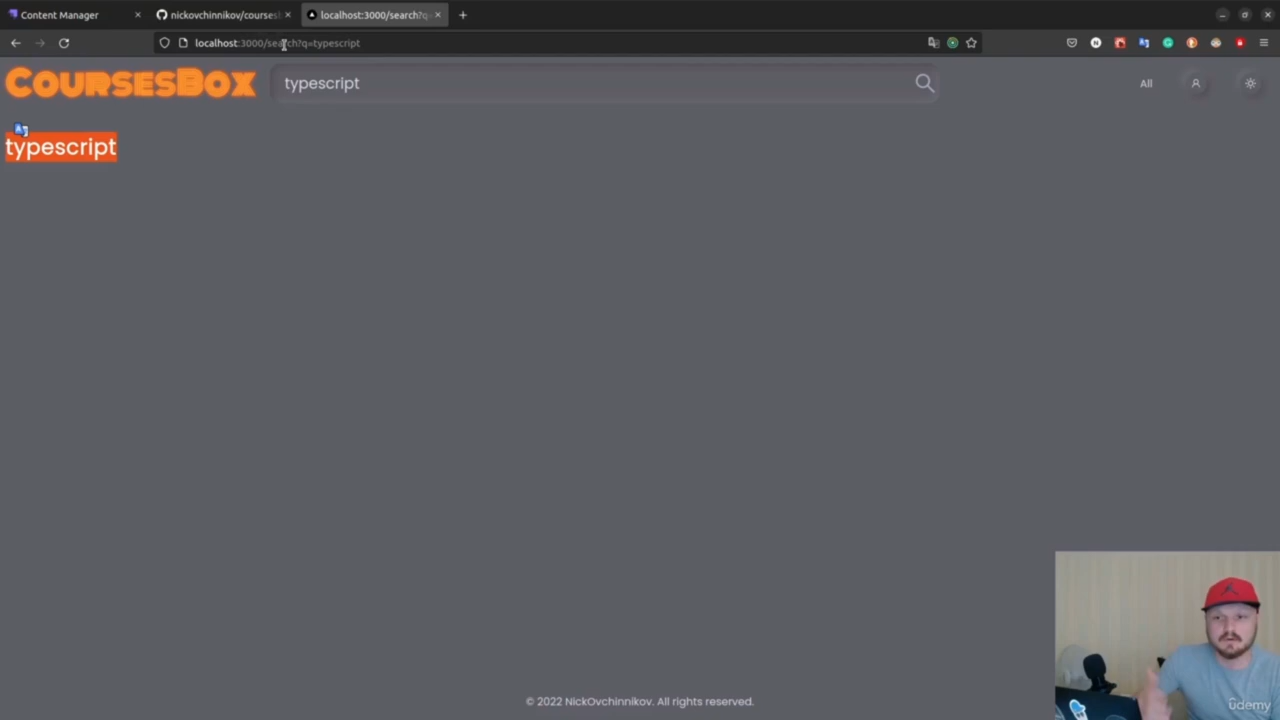 Content Manager
nickovchinnikov/courses
localhost:3000/search?q=
localhost:3000/search?q=typescript
CoursesBox
typescript
All
typescript
© 2022 NickOvchinnikov. All rights reserved.
udemy